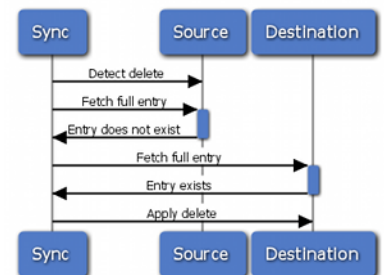 Sync Source Destination
Detect delete
Fetch full entry
Entry does not exist
Fetch full entry
Entry exists
Apply delete
Sync Source Destination